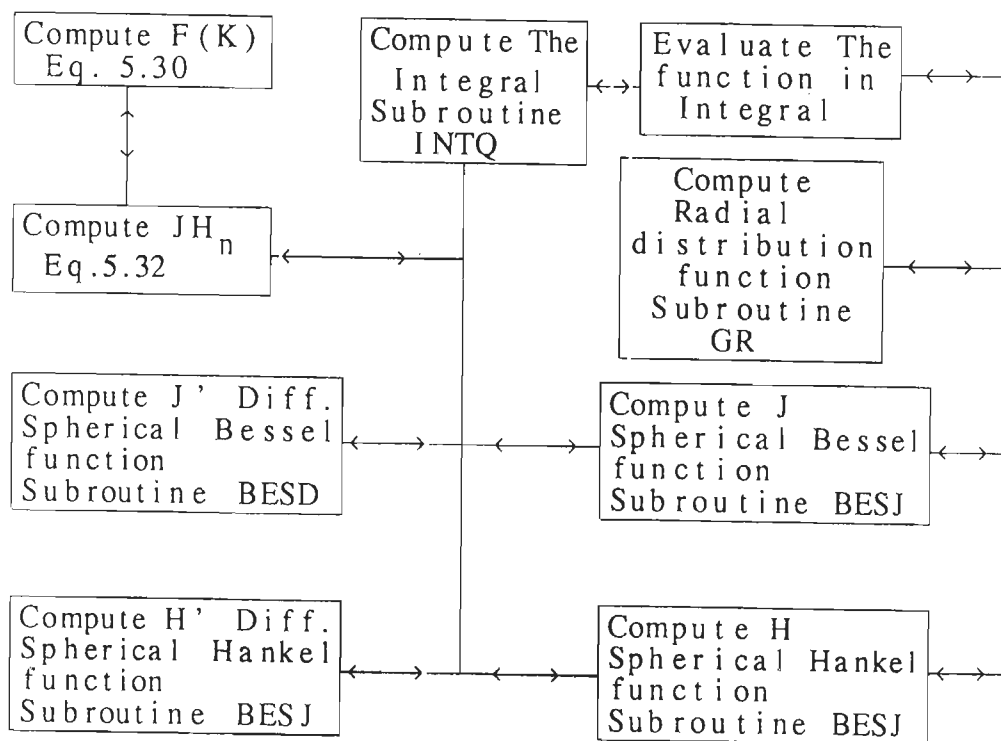 Compute F(K)
Eq. 5.30
Compute The
Integral
Subroutine
INTQ
Evaluate The
function in
Integral
Compute
Radial
distribution
function
Subroutine
GR
Compute JHn
Eq.5.32
Compute J' Diff.
Spherical Bessel
function
Subroutine BESD
Compute J
Spherical Bessel
function
Subroutine BESJ
Compute H' Diff.
Spherical Hankel
function
Subroutine BESJ
Compute H
Spherical Hankel
function
Subroutine BESJ